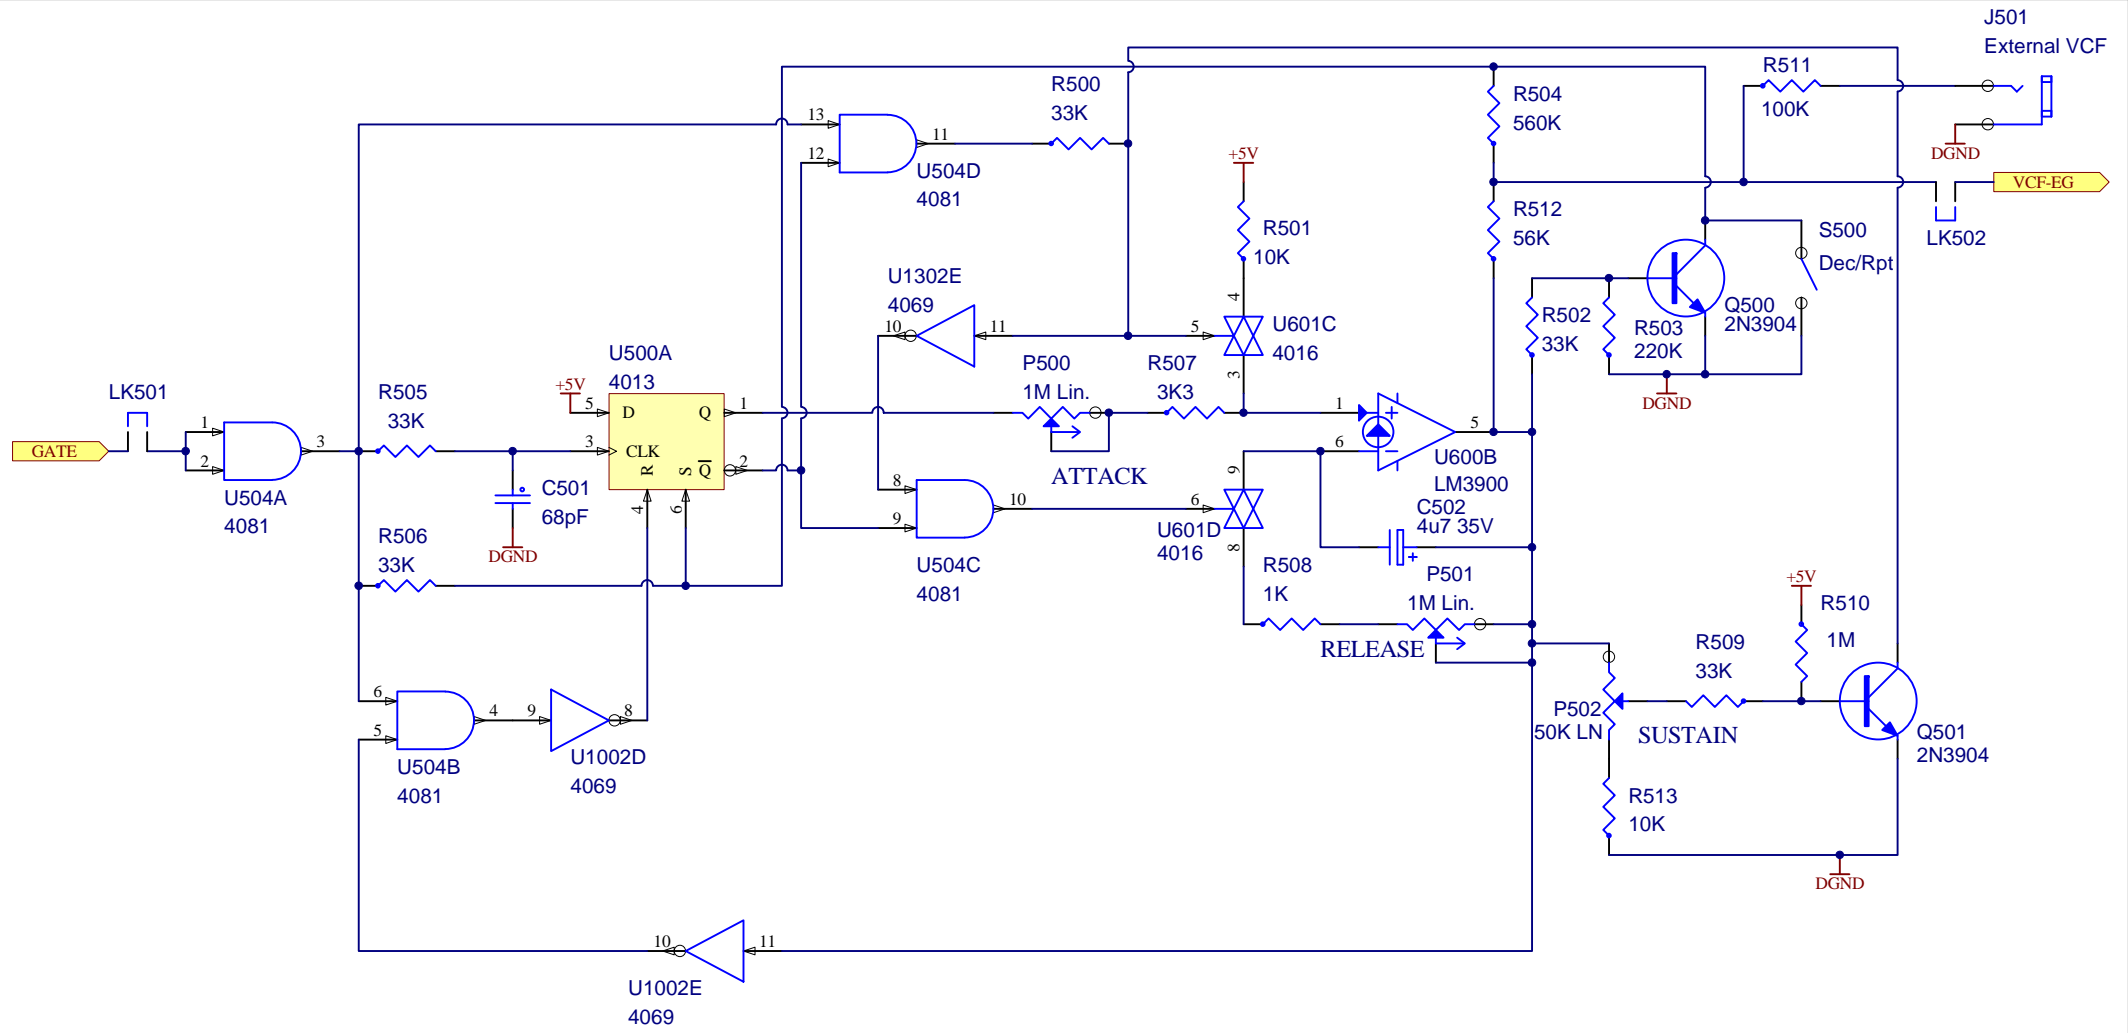 J501
External VCF
R511
100K
DGND
R500
33K
R504
560K
13
12
11
U504D
4081
+5V
R501
10K
VCF-EG
R512
56K
LK502
S500
Dec/Rpt
U1302E
4069
10
11
4
5
3
U601C
4016
R502
33K
R503
220K
Q500
2N3904
DGND
U500A
4013
P500
1M Lin.
R507
3K3
LK501
R505
33K
+5V
5
D
Q
1
1
5
GATE
1
2
3
U504A
4081
3
CLK
R
S
Q
2
4
6
ATTACK
6
9
U600B
LM3900
C501
68pF
DGND
8
9
10
U504C
4081
6
U601D
4016
8
C502
4u7 35V
R506
33K
R508
1K
P501
1M Lin.
RELEASE
+5V
R510
1M
R509
33K
6
5
4
U504B
4081
9
8
U1002D
4069
P502
50K LN
SUSTAIN
Q501
2N3904
R513
10K
DGND
10
11
U1002E
4069